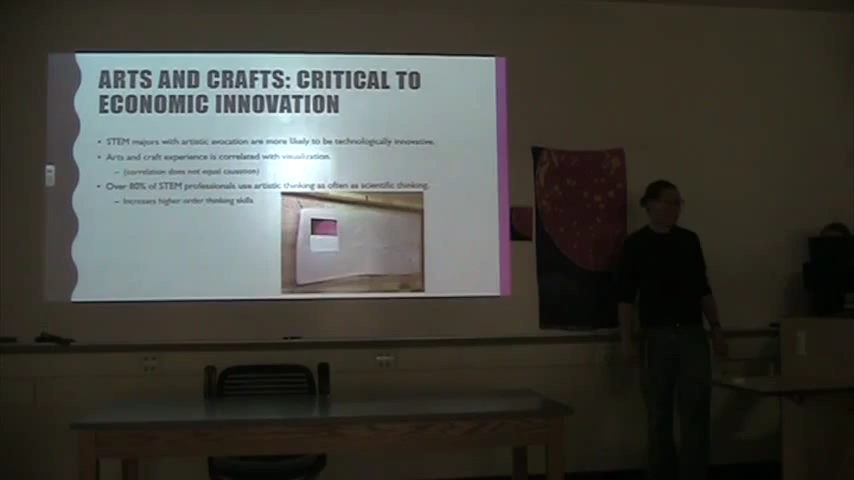 ARTS AND CRAFTS: CRITICAL TO
ECONOMIC INNOVATION
• STEM majors with artistic avocation are more likely to be technologically innovative.
• Arts and craft experience is correlated with visualization.
– (correlation does not equal causation)
• Over 80% of STEM professionals use artistic thinking as often as scientific thinking.
– Increases higher order thinking skills